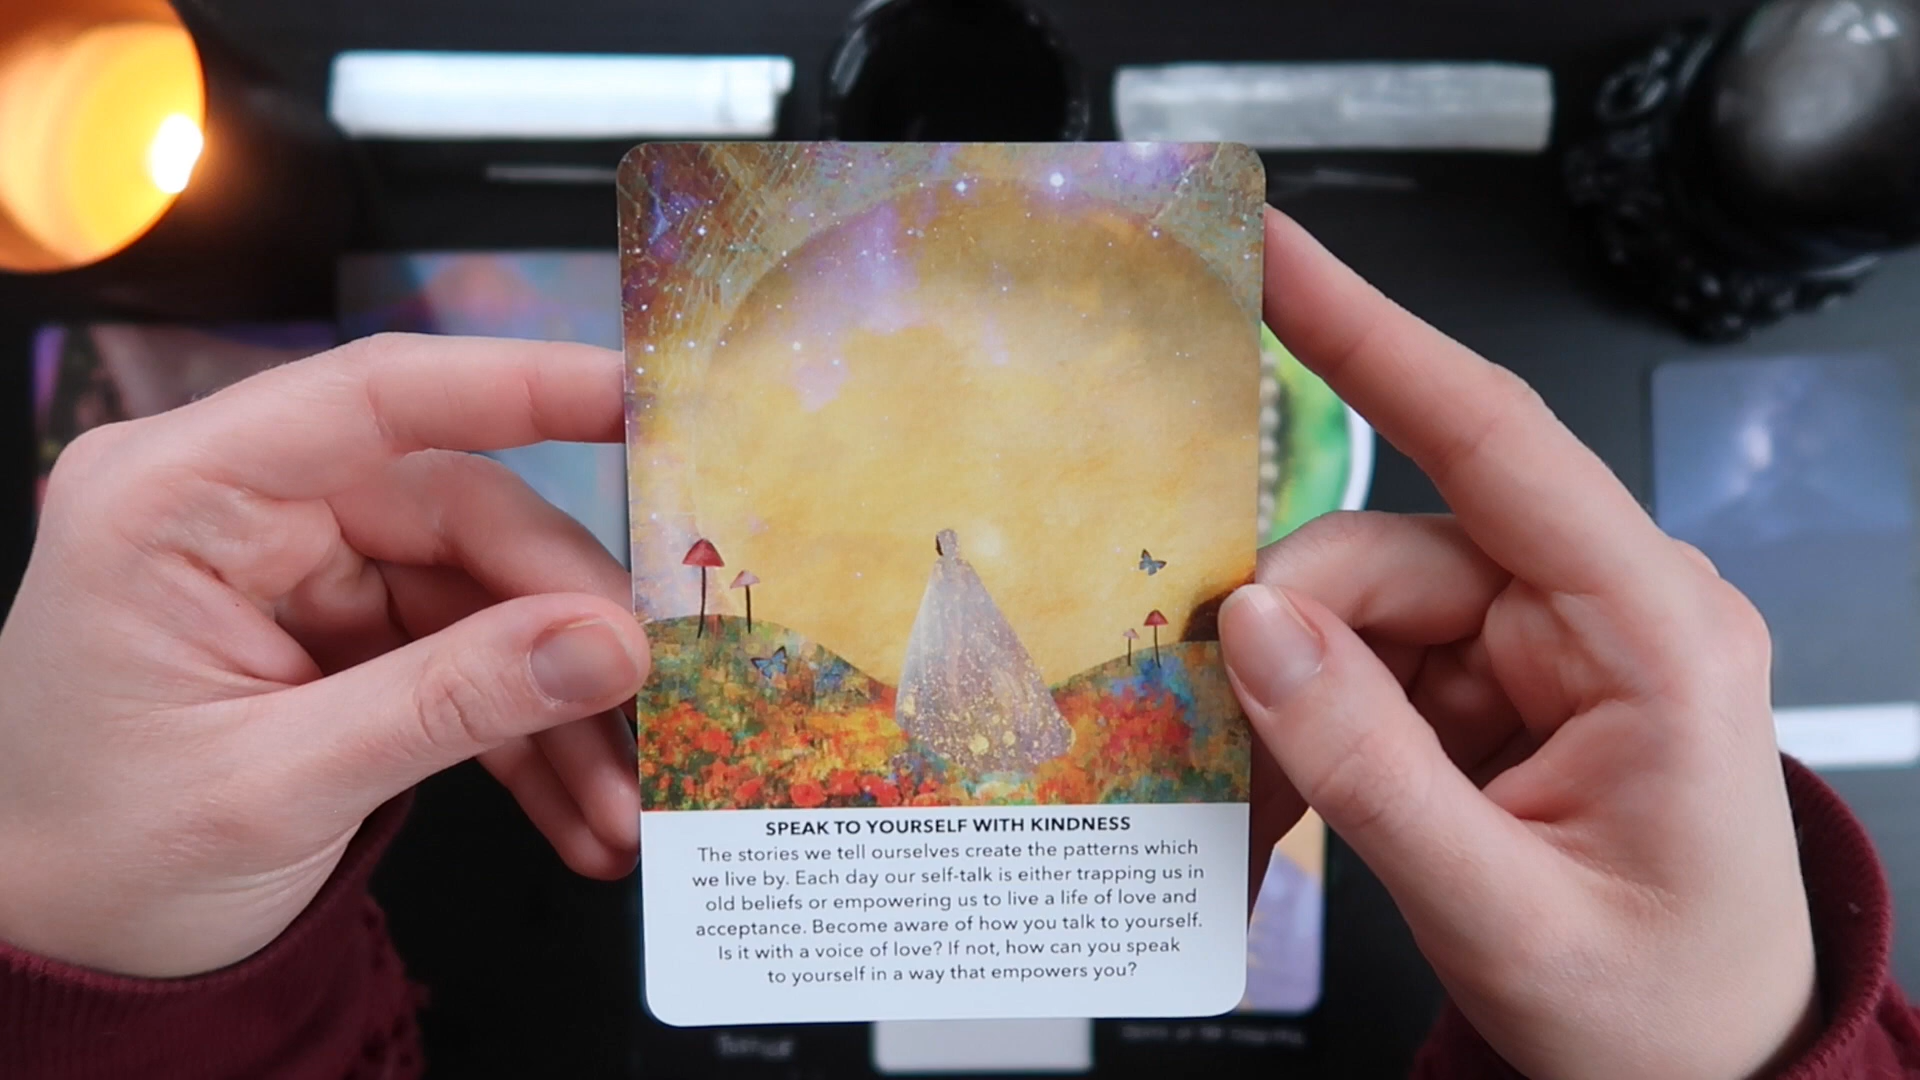 SPEAK TO YOURSELF WITH KINDNESS
The stories we tell ourselves create the patterns which
we live by. Each day our self-talk is either trapping us in
old beliefs or empowering us to live a life of love and
acceptance. Become aware of how you talk to yourself.
Is it with a voice of love? If not, how can you speak
to yourself in a way that empowers you?